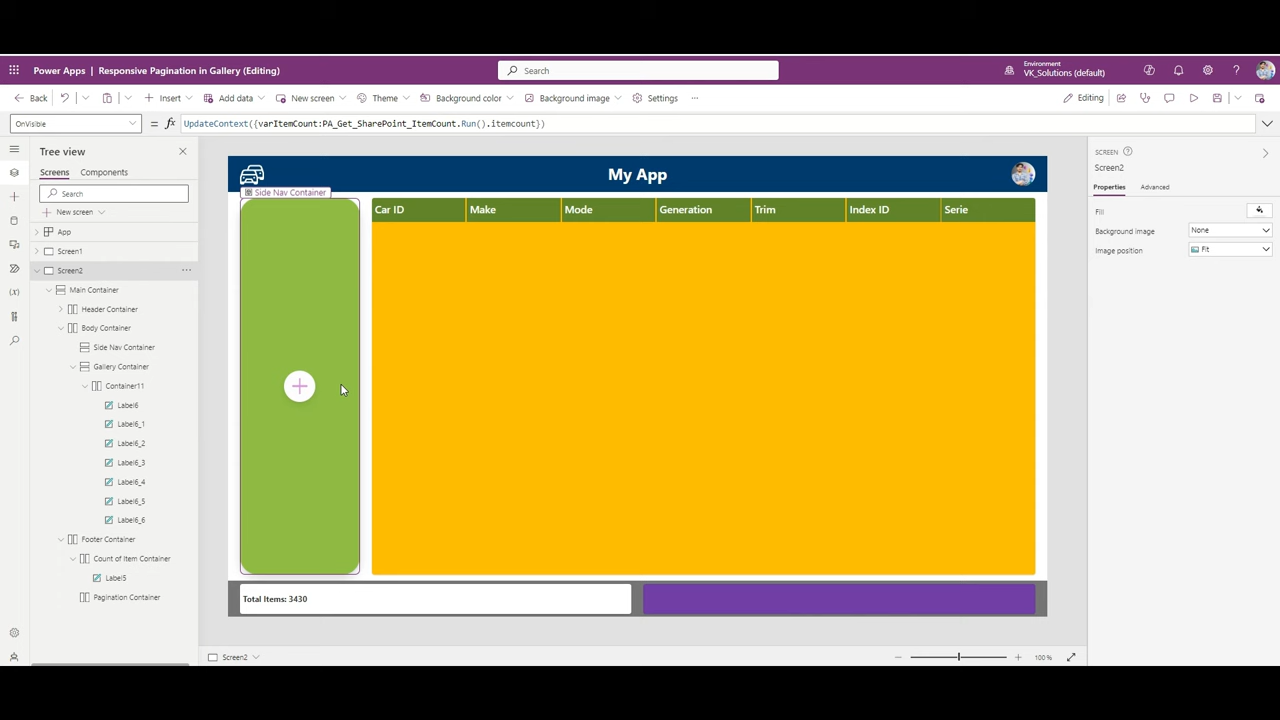 Power Apps | Responsive Pagination in Gallery (Editing)
Search
Environment
VK_Solutions (default)
Back
Insert
Add data
New screen
Theme
Background color
Background image
Settings
Editing
OnVisible
= fx UpdateContext({varItemCount:PA_Get_SharePoint_ItemCount.Run().itemcount})
Tree view
Screens Components
Search
New screen
App
Screen1
Screen2
Main Container
Header Container
Body Container
Side Nav Container
Gallery Container
Container11
Label6
Label6_1
Label6_2
Label6_3
Label6_4
Label6_5
Label6_6
Footer Container
Count of Item Container
Label5
Pagination Container
My App
Side Nav Container
Car ID Make Mode Generation Trim Index ID Serie
Total Items: 3430
Screen2
100 %
SCREEN
Screen2
Properties Advanced
Fill
Background image None
Image position Fit